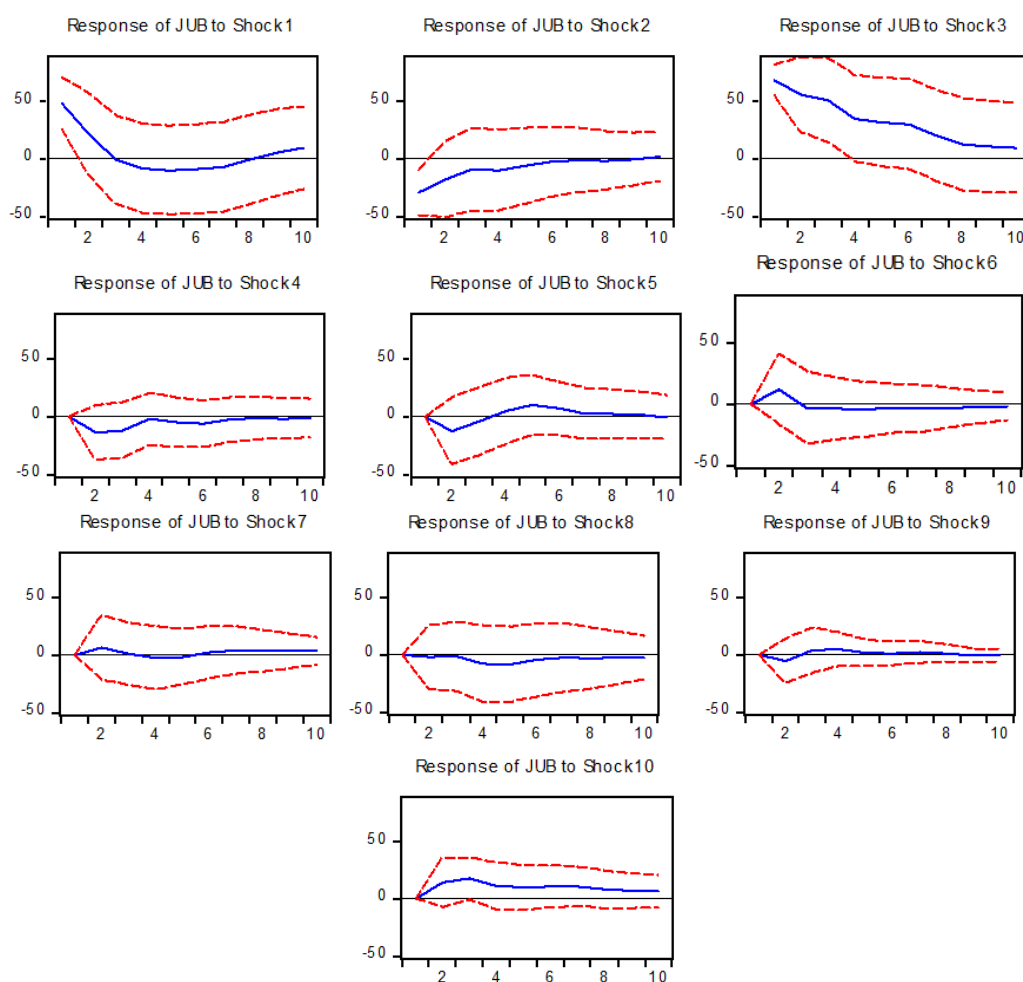 Response of JUB to Shock1
50
0
-50
2 4 6 8 10
Response of JUB to Shock2
50
0
-50
2 4 6 8 10
Response of JUB to Shock3
50
0
-50
2 4 6 8 10
Response of JUB to Shock4
50
0
-50
2 4 6 8 10
Response of JUB to Shock5
50
0
-50
2 4 6 8 10
Response of JUB to Shock6
50
0
-50
2 4 6 8 10
Response of JUB to Shock7
50
0
-50
2 4 6 8 10
Response of JUB to Shock8
50
0
-50
2 4 6 8 10
Response of JUB to Shock9
50
0
-50
2 4 6 8 10
Response of JUB to Shock10
50
0
-50
2 4 6 8 10